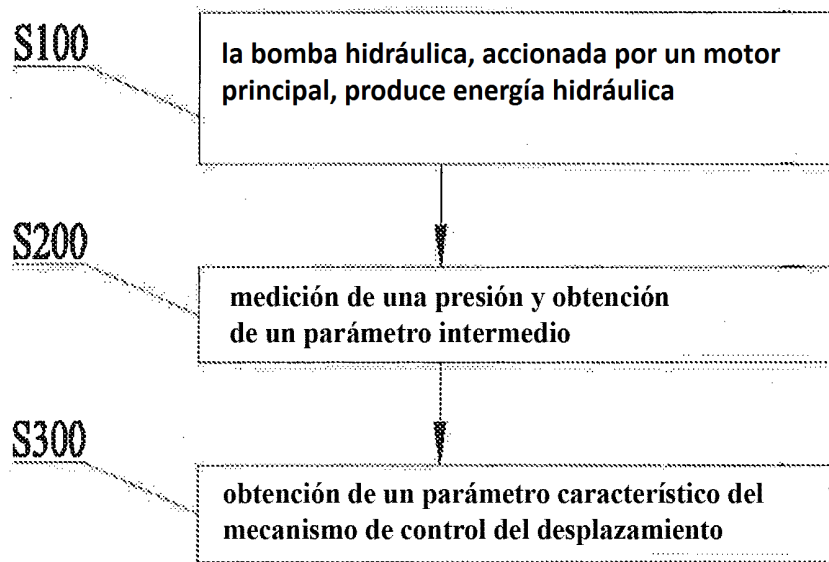 S100
la bomba hidráulica, accionada por un motor
principal, produce energía hidráulica
S200
medición de una presión y obtención
de un parámetro intermedio
S300
obtención de un parámetro característico del
mecanismo de control del desplazamiento